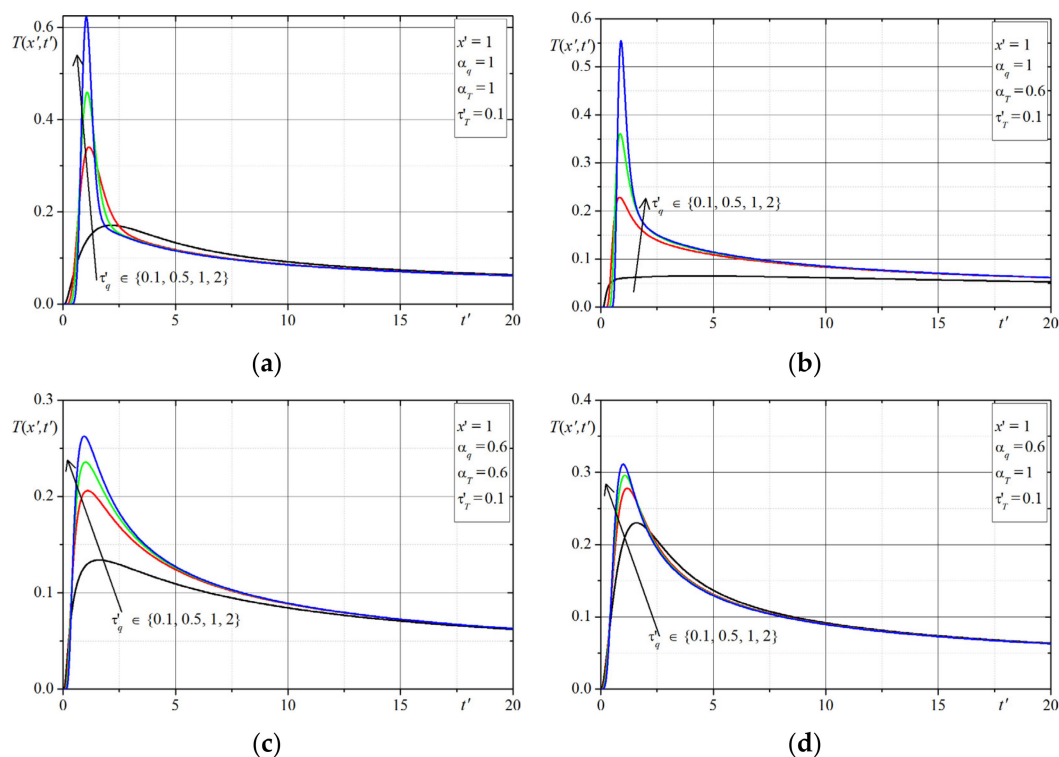 0.6
T(x',t')
0.4
0.2
0.0
x' = 1
α_q = 1
α_T = 1
τ'_T = 0.1
τ'_q ∈ {0.1, 0.5, 1, 2}
0 5 10 15 20
t'
(a)
0.6
T(x',t')
0.5
0.4
0.3
0.2
0.1
0.0
x' = 1
α_q = 1
α_T = 0.6
τ'_T = 0.1
τ'_q ∈ {0.1, 0.5, 1, 2}
0 5 10 15 20
t'
(b)
0.3
T(x',t')
0.2
0.1
0.0
x' = 1
α_q = 0.6
α_T = 0.6
τ'_T = 0.1
τ'_q ∈ {0.1, 0.5, 1, 2}
0 5 10 15 20
t'
(c)
0.4
T(x',t')
0.3
0.2
0.1
0.0
x' = 1
α_q = 0.6
α_T = 1
τ'_T = 0.1
τ'_q ∈ {0.1, 0.5, 1, 2}
0 5 10 15 20
t'
(d)